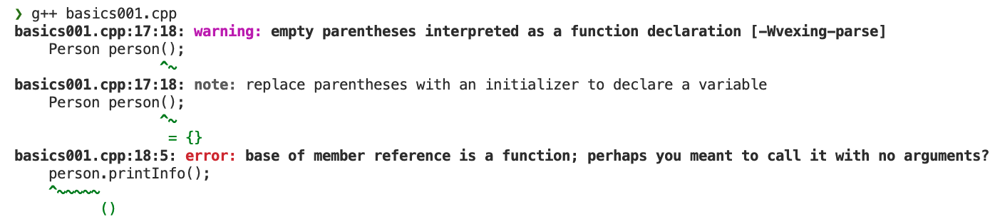 ❯ g++ basics001.cpp
basics001.cpp:17:18: warning: empty parentheses interpreted as a function declaration [-Wvexing-parse]
    Person person();
                 ^~
basics001.cpp:17:18: note: replace parentheses with an initializer to declare a variable
    Person person();
                 ^~
                  = {}
basics001.cpp:18:5: error: base of member reference is a function; perhaps you meant to call it with no arguments?
    person.printInfo();
    ^~~~~~
          ()